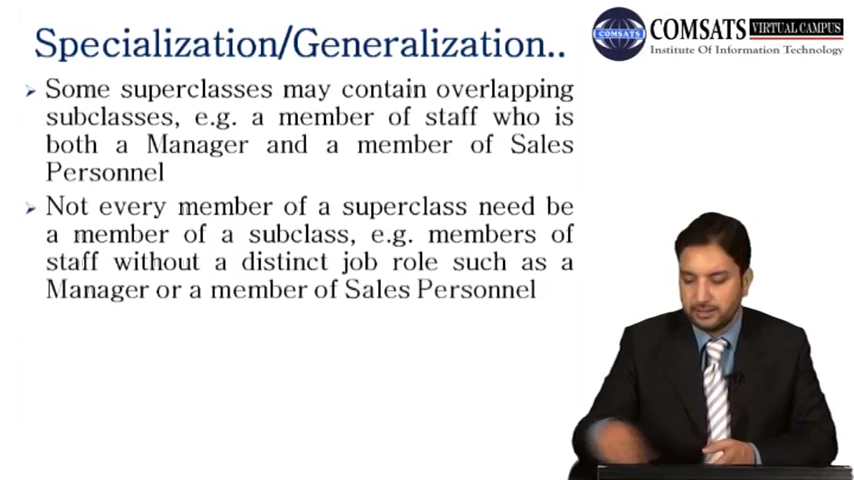 Specialization/Generalization..
COMSATS
COMSATS VIRTUAL CAMPUS
Institute Of Information Technology
Some superclasses may contain overlapping
subclasses, e.g. a member of staff who is
both a Manager and a member of Sales
Personnel
Not every member of a superclass need be
a member of a subclass, e.g. members of
staff without a distinct job role such as a
Manager or a member of Sales Personnel